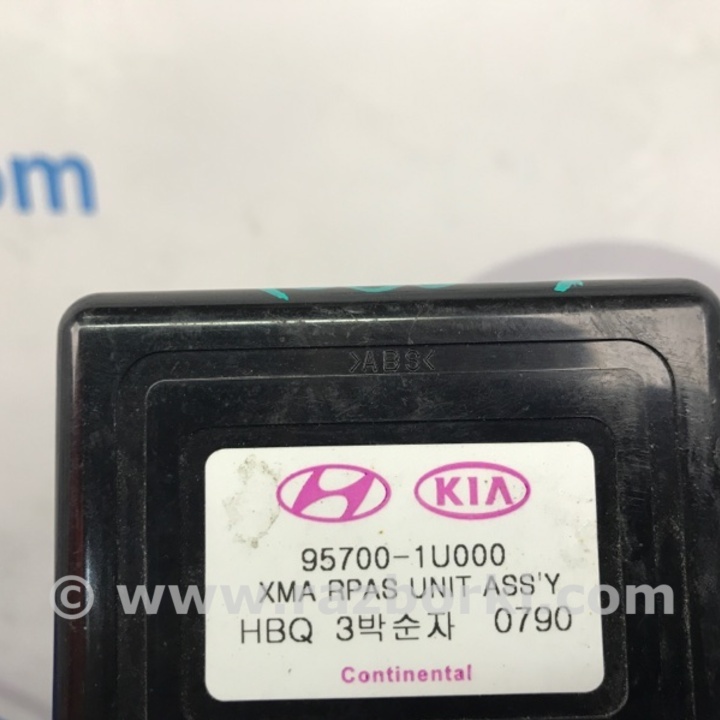 om
>ABS<
KIA
95700-1U000
XMA RPAS UNIT ASS'Y
© www.razborki.com
HBQ 3박순자 0790
Continental